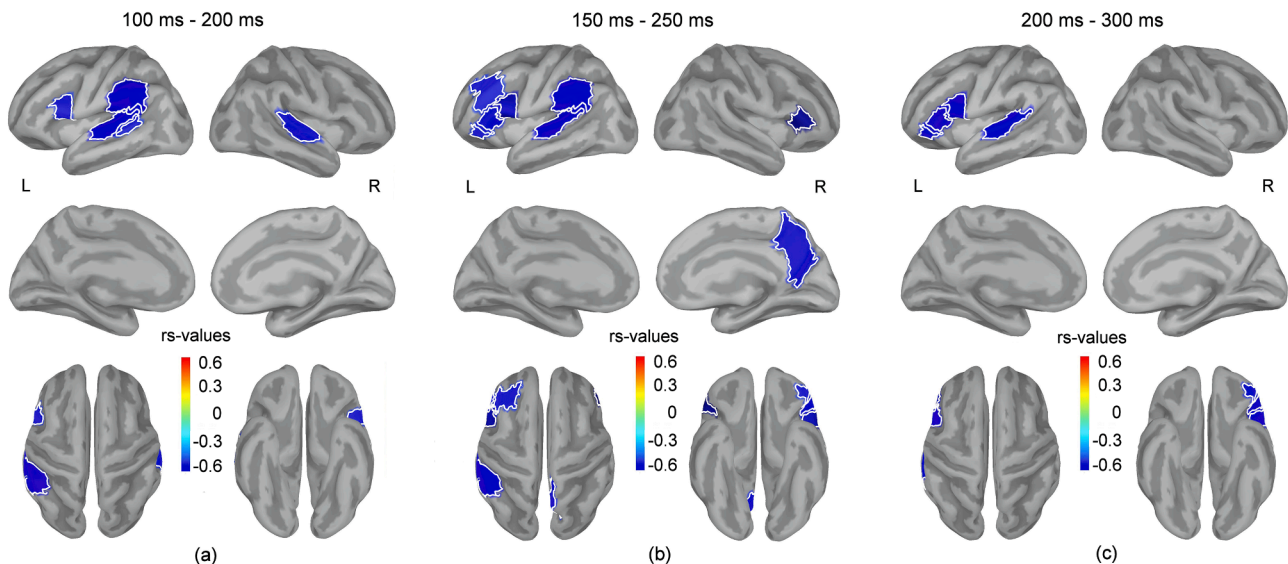 100 ms - 200 ms
150 ms - 250 ms
200 ms - 300 ms
L
R
L
R
L
R
rs-values
0.6
0.3
0
-0.3
-0.6
rs-values
0.6
0.3
0
-0.3
-0.6
rs-values
0.6
0.3
0
-0.3
-0.6
(a)
(b)
(c)